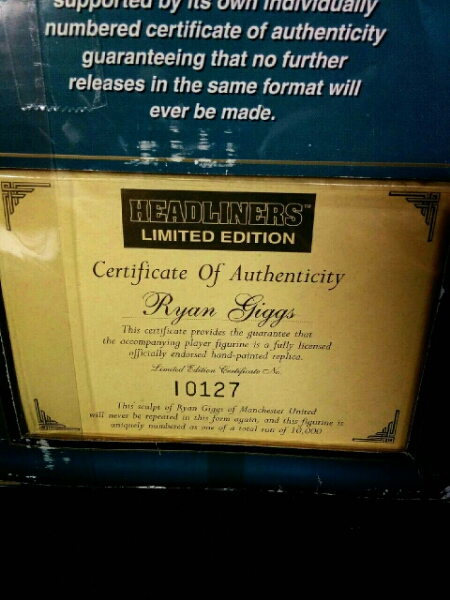 supported by its own individually
numbered certificate of authenticity
guaranteeing that no further
releases in the same format will
ever be made.
HEADLINERS™
LIMITED EDITION
Certificate Of Authenticity
Ryan Giggs
This certificate provides the guarantee that
the accompanying player figurine is a fully licensed
officially endorsed hand-painted replica.
Limited Edition Certificate No.
10127
This sculpt of Ryan Giggs of Manchester United
will never be repeated in this form again, and this figurine is
uniquely numbered as one of a total run of 10,000